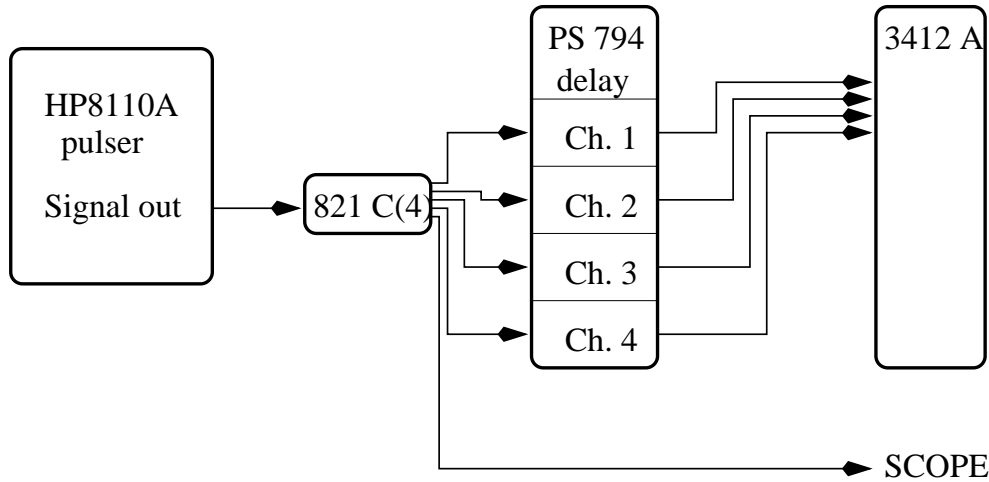 HP8110A
pulser
Signal out
821 C(4)
PS 794
delay
Ch. 1
Ch. 2
Ch. 3
Ch. 4
3412 A
SCOPE